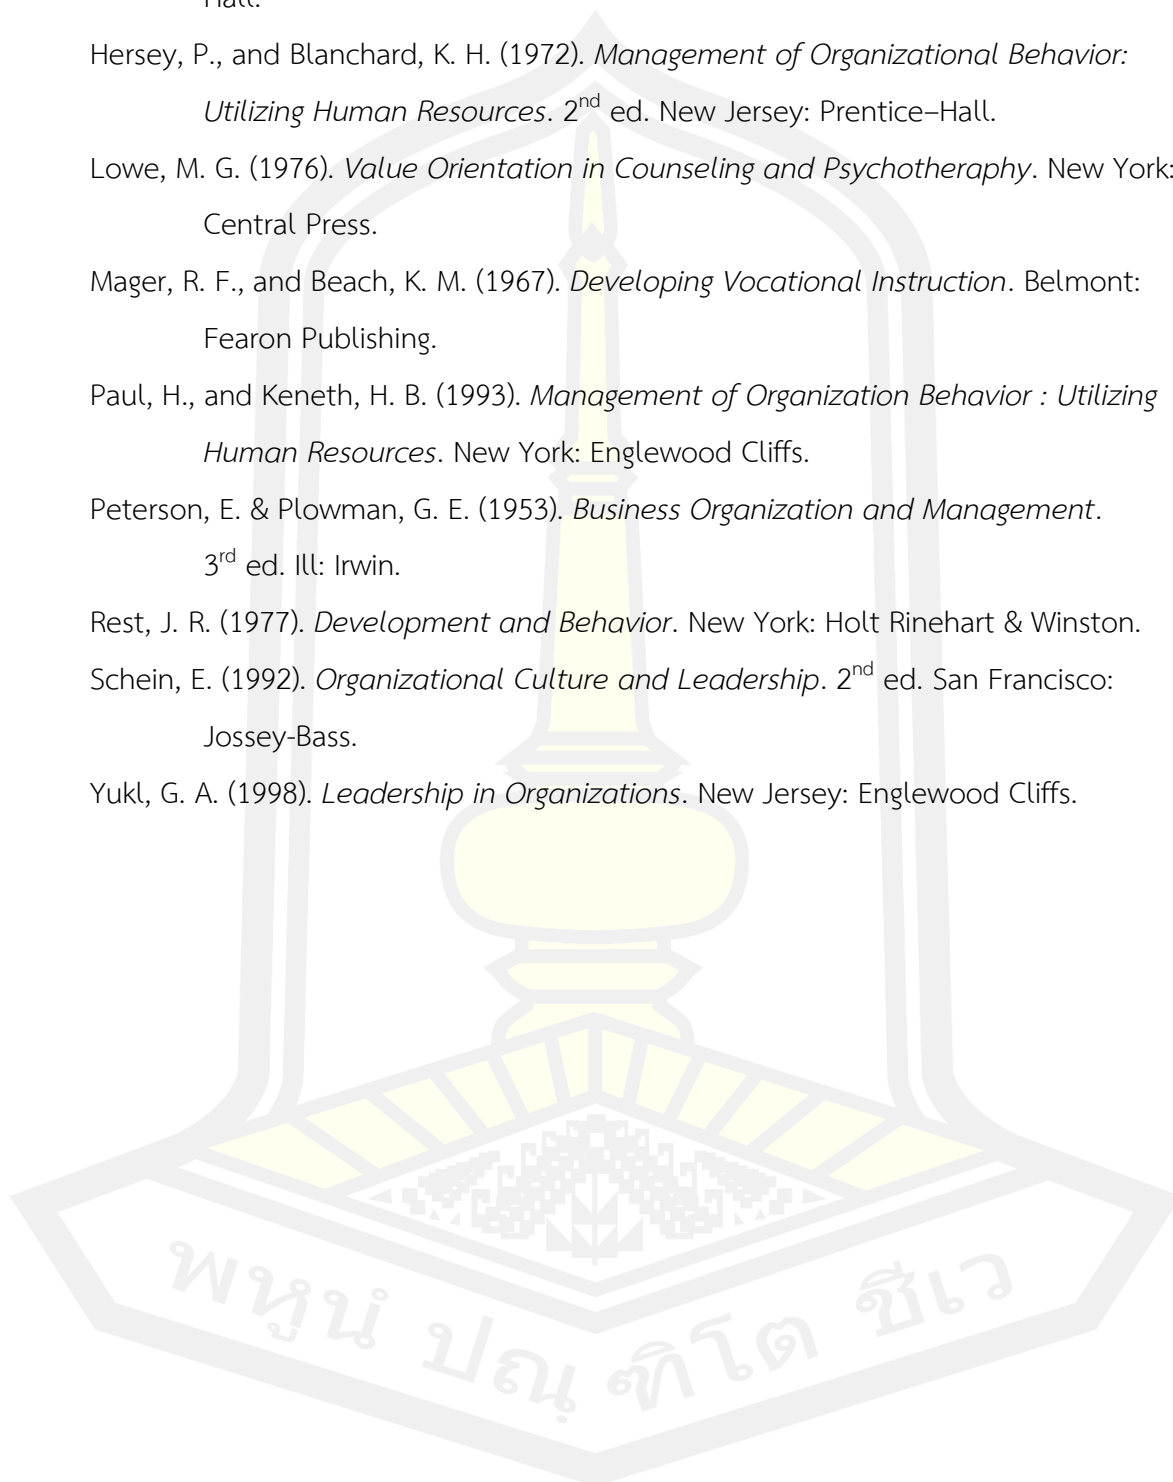 Hall.
Hersey, P., and Blanchard, K. H. (1972). Management of Organizational Behavior:
Utilizing Human Resources. 2nd ed. New Jersey: Prentice–Hall.
Lowe, M. G. (1976). Value Orientation in Counseling and Psychotheraphy. New York:
Central Press.
Mager, R. F., and Beach, K. M. (1967). Developing Vocational Instruction. Belmont:
Fearon Publishing.
Paul, H., and Keneth, H. B. (1993). Management of Organization Behavior : Utilizing
Human Resources. New York: Englewood Cliffs.
Peterson, E. & Plowman, G. E. (1953). Business Organization and Management.
3rd ed. Ill: Irwin.
Rest, J. R. (1977). Development and Behavior. New York: Holt Rinehart & Winston.
Schein, E. (1992). Organizational Culture and Leadership. 2nd ed. San Francisco:
Jossey-Bass.
Yukl, G. A. (1998). Leadership in Organizations. New Jersey: Englewood Cliffs.
พหูนํ ปณฺฑิโต ชีเว